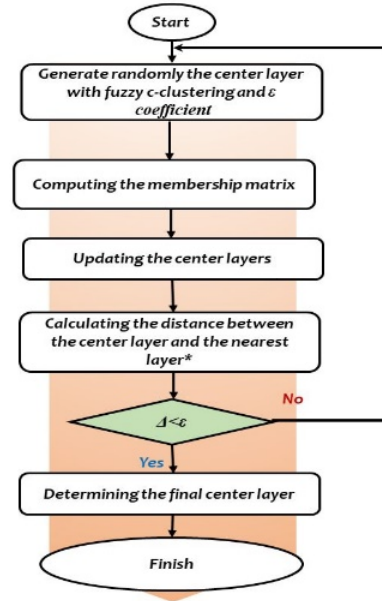 Start
Generate randomly the center layer
with fuzzy c-clustering and ε
coefficient
Computing the membership matrix
Updating the center layers
Calculating the distance between
the center layer and the nearest
layer*
Δ<ε
No
Yes
Determining the final center layer
Finish